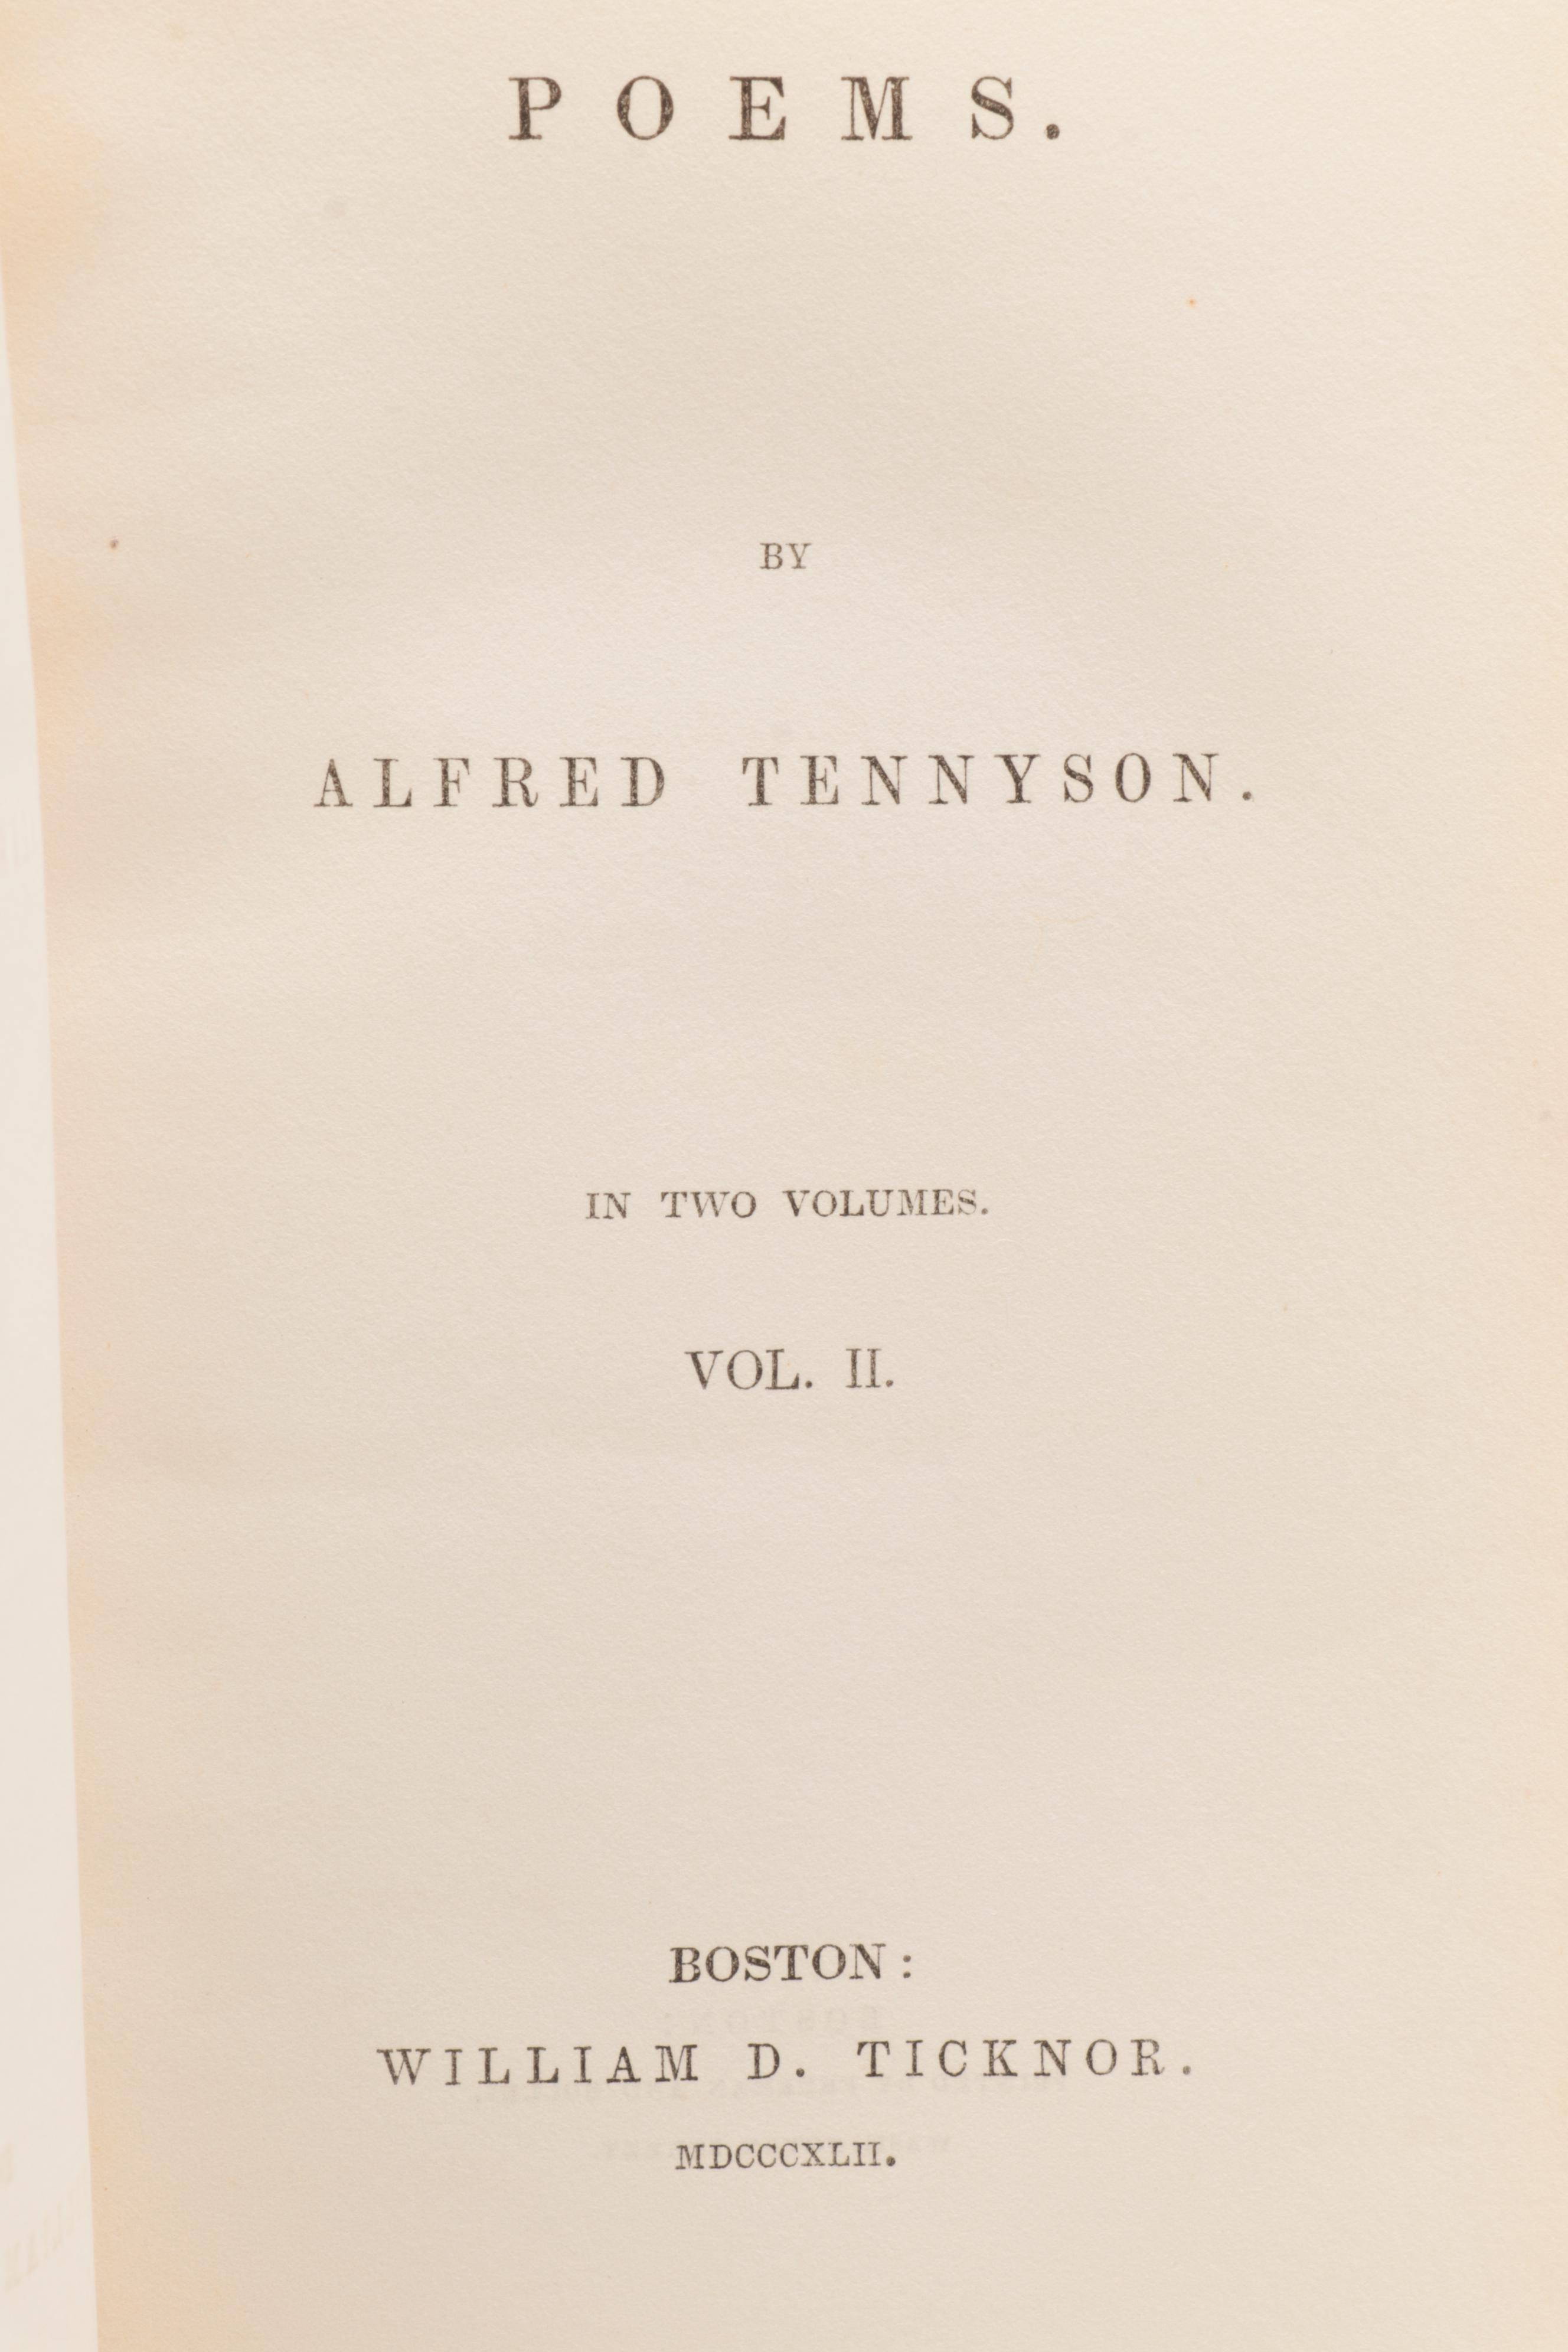 POEMS.
BY
ALFRED TENNYSON.
IN TWO VOLUMES.
VOL. II.
BOSTON:
WILLIAM D. TICKNOR.
MDCCCXLII.